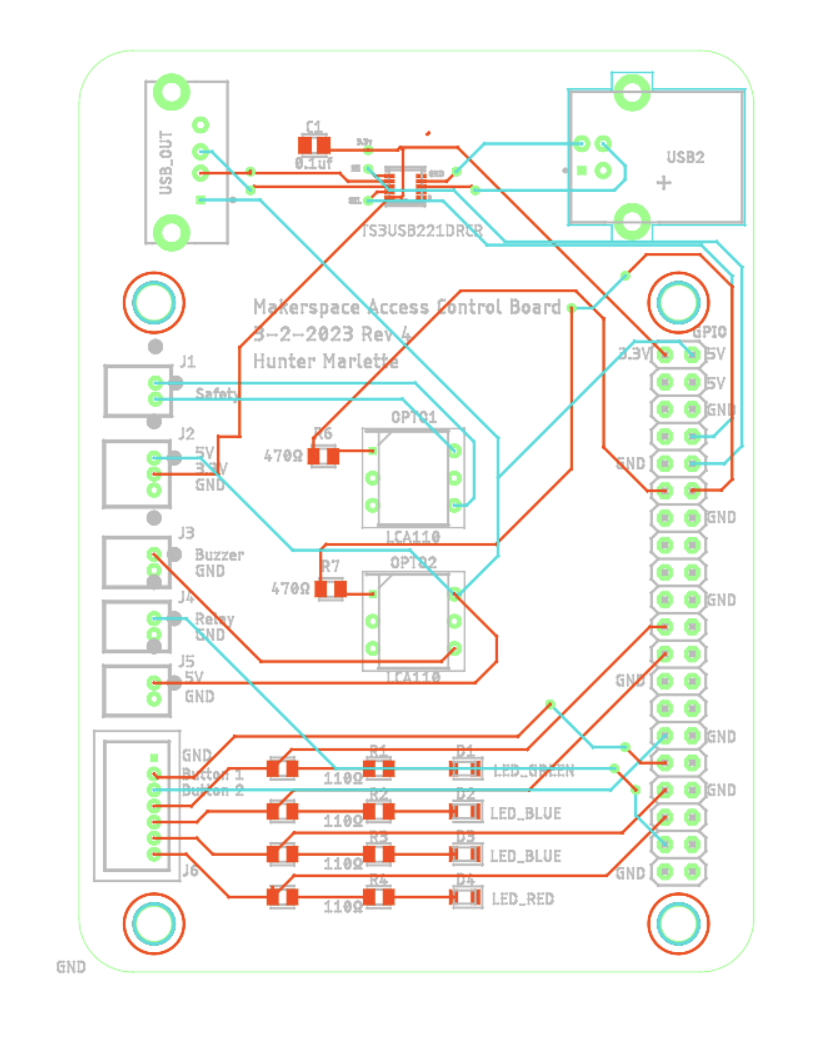 C1
3.3V
USB_OUT
0.1uf
GND
USB2
TS3USB221DRCR
Makerspace Access Control Board
3-2-2023 Rev 4
Hunter Marlette
GPIO
3.3V
5V
J1
5V
Safety
OPTO1
GND
R6
J2
5V
470Ω
3.3V
GND
GND
GND
J3
LCA110
Buzzer
OPTO2
GND
R7
470Ω
J4
GND
Relay
GND
J5
LCA110
5V
GND
GND
GND
GND
R1
D1
Button 1
110Ω
LED_GREEN
Button 2
GND
R2
D2
110Ω
LED_BLUE
R3
D3
110Ω
LED_BLUE
J6
GND
R4
D4
110Ω
LED_RED
GND